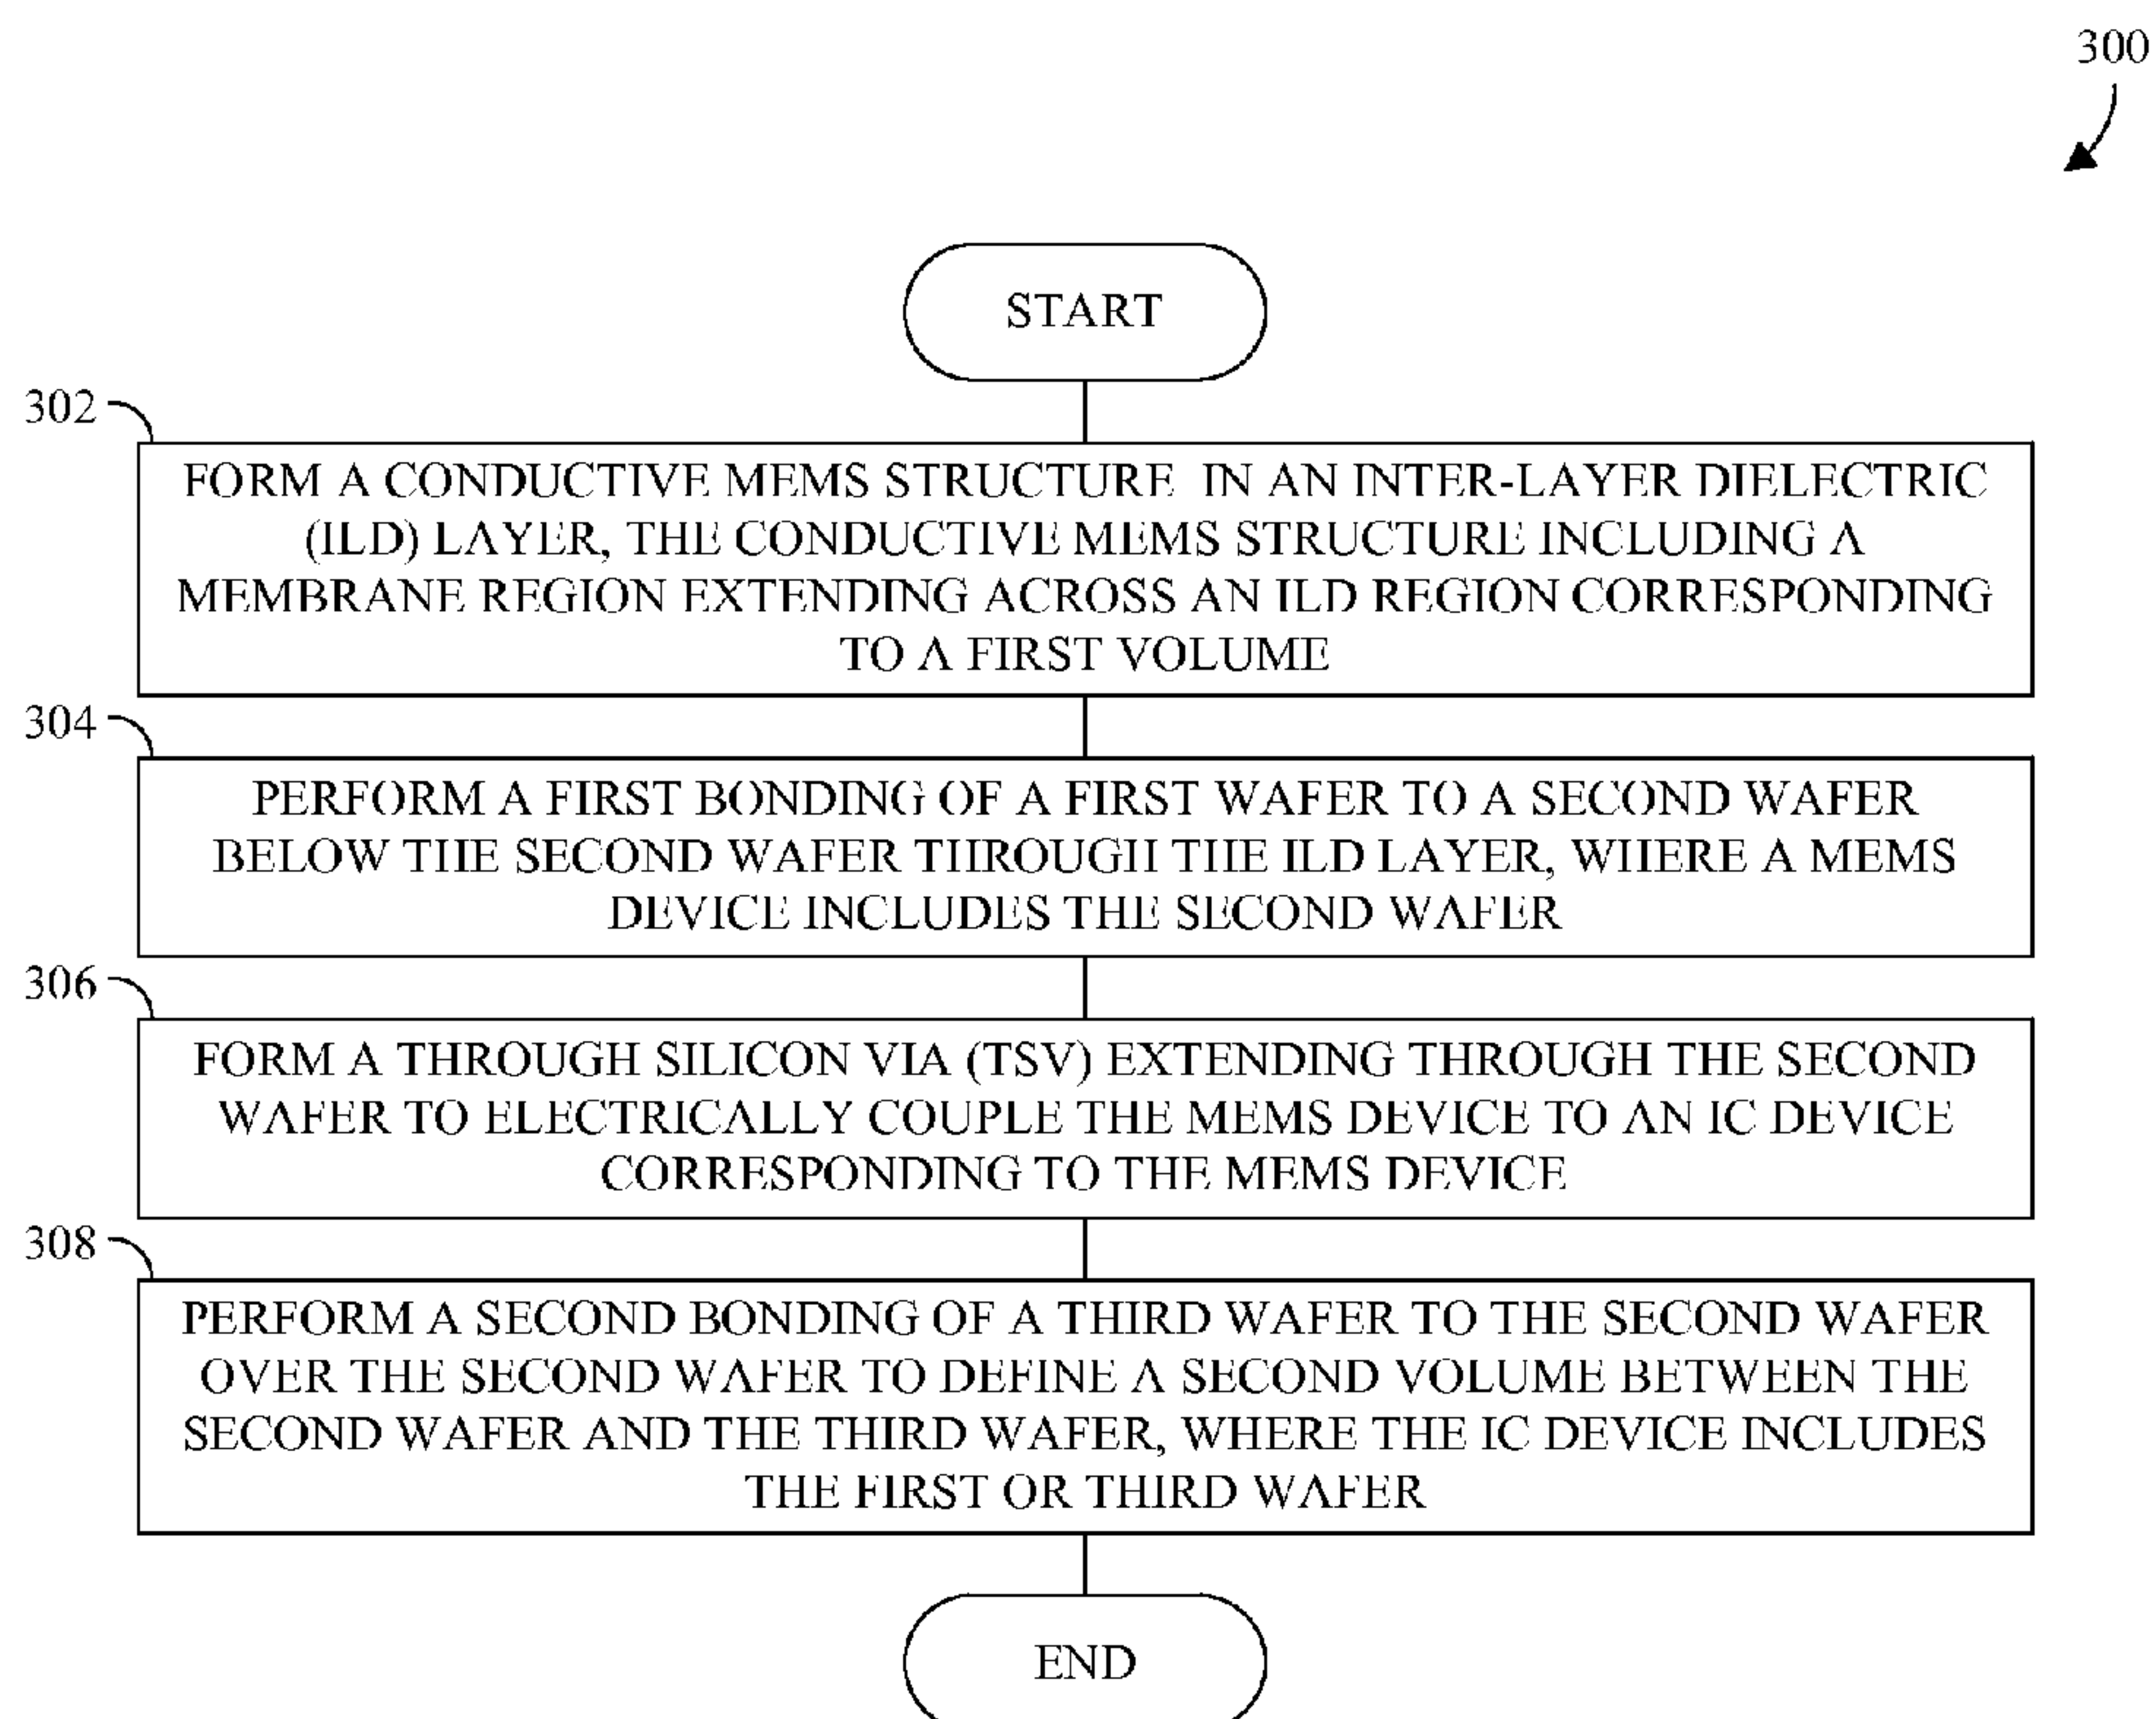 300
START
302
FORM A CONDUCTIVE MEMS STRUCTURE IN AN INTER-LAYER DIELECTRIC
(ILD) LAYER, THE CONDUCTIVE MEMS STRUCTURE INCLUDING A
MEMBRANE REGION EXTENDING ACROSS AN ILD REGION CORRESPONDING
TO A FIRST VOLUME
304
PERFORM A FIRST BONDING OF A FIRST WAFER TO A SECOND WAFER
BELOW THE SECOND WAFER THROUGH THE ILD LAYER, WHERE A MEMS
DEVICE INCLUDES THE SECOND WAFER
306
FORM A THROUGH SILICON VIA (TSV) EXTENDING THROUGH THE SECOND
WAFER TO ELECTRICALLY COUPLE THE MEMS DEVICE TO AN IC DEVICE
CORRESPONDING TO THE MEMS DEVICE
308
PERFORM A SECOND BONDING OF A THIRD WAFER TO THE SECOND WAFER
OVER THE SECOND WAFER TO DEFINE A SECOND VOLUME BETWEEN THE
SECOND WAFER AND THE THIRD WAFER, WHERE THE IC DEVICE INCLUDES
THE FIRST OR THIRD WAFER
END